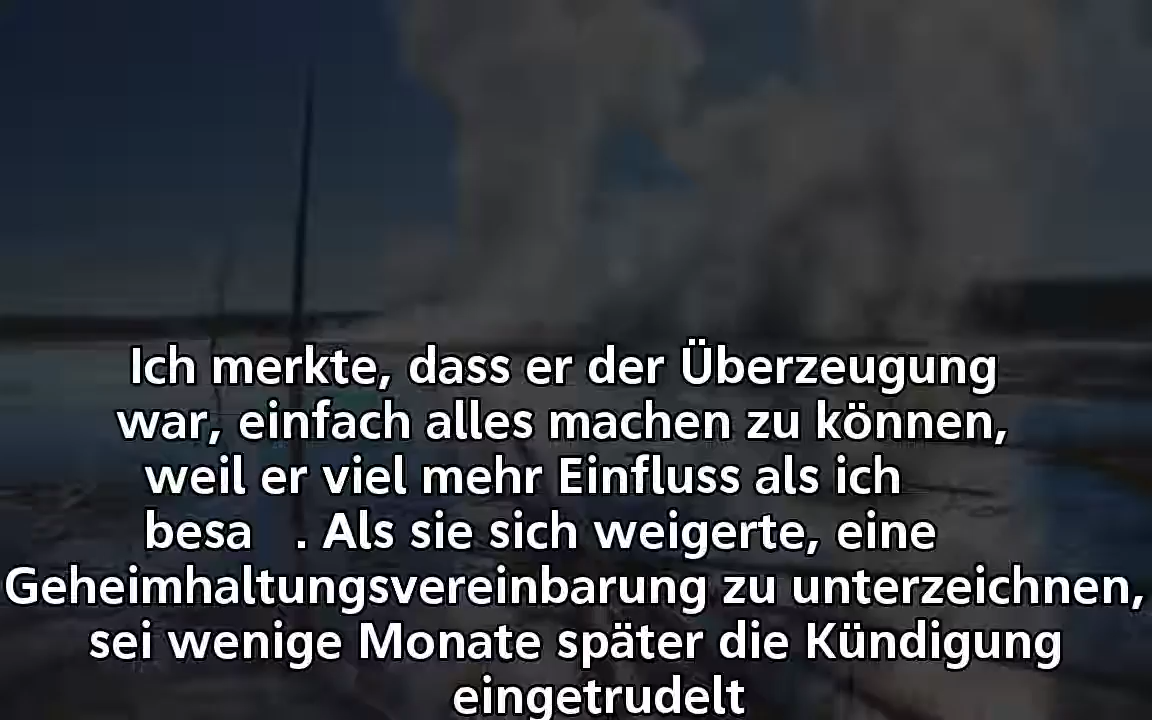 Ich merkte, dass er der Überzeugung
war, einfach alles machen zu können,
weil er viel mehr Einfluss als ich
besa . Als sie sich weigerte, eine
Geheimhaltungsvereinbarung zu unterzeichnen,
sei wenige Monate später die Kündigung
eingetrudelt